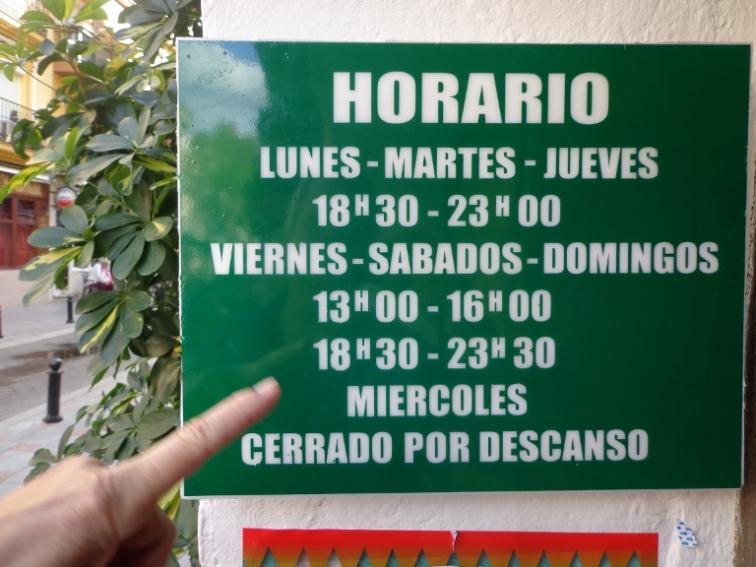 HORARIO
LUNES - MARTES - JUEVES
18 H 30 - 23 H 00
VIERNES - SABADOS - DOMINGOS
13 H 00 - 16 H 00
18 H 30 - 23 H 30
MIERCOLES
CERRADO POR DESCANSO